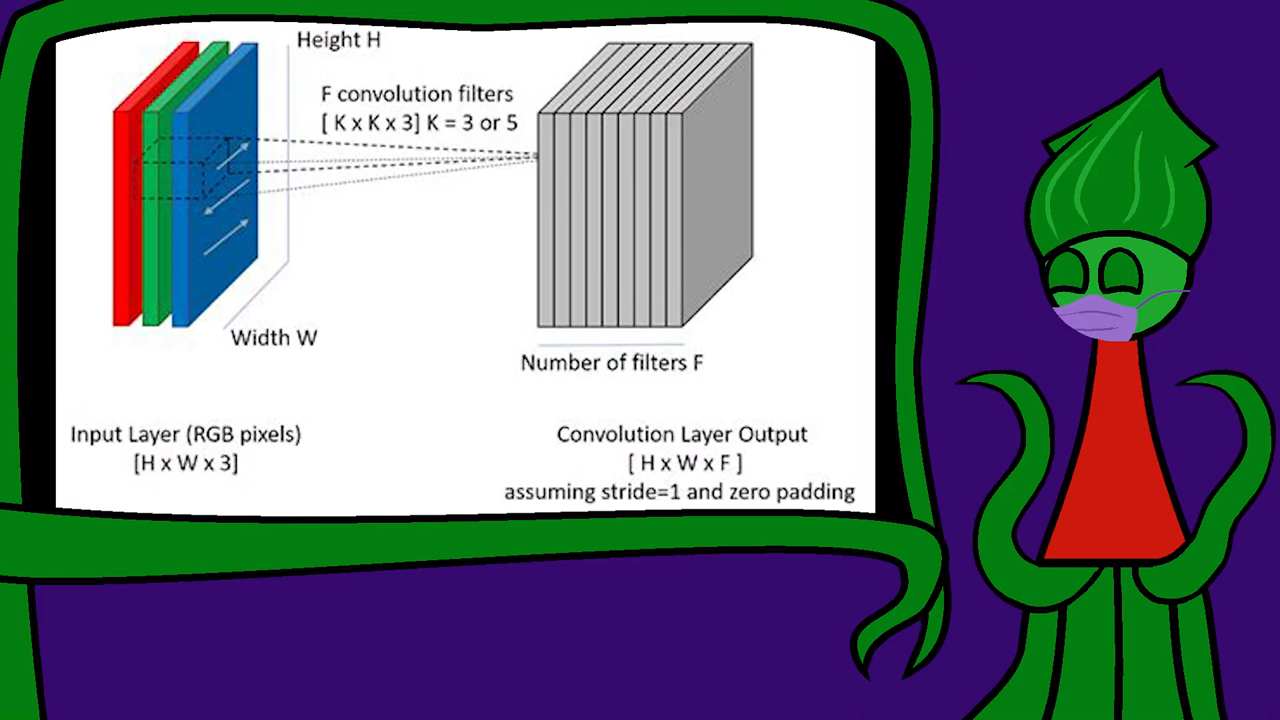 Height H
F convolution filters
[ K x K x 3] K = 3 or 5
Width W
Number of filters F
Input Layer (RGB pixels)
[H x W x 3]
Convolution Layer Output
[ H x W x F ]
assuming stride=1 and zero padding